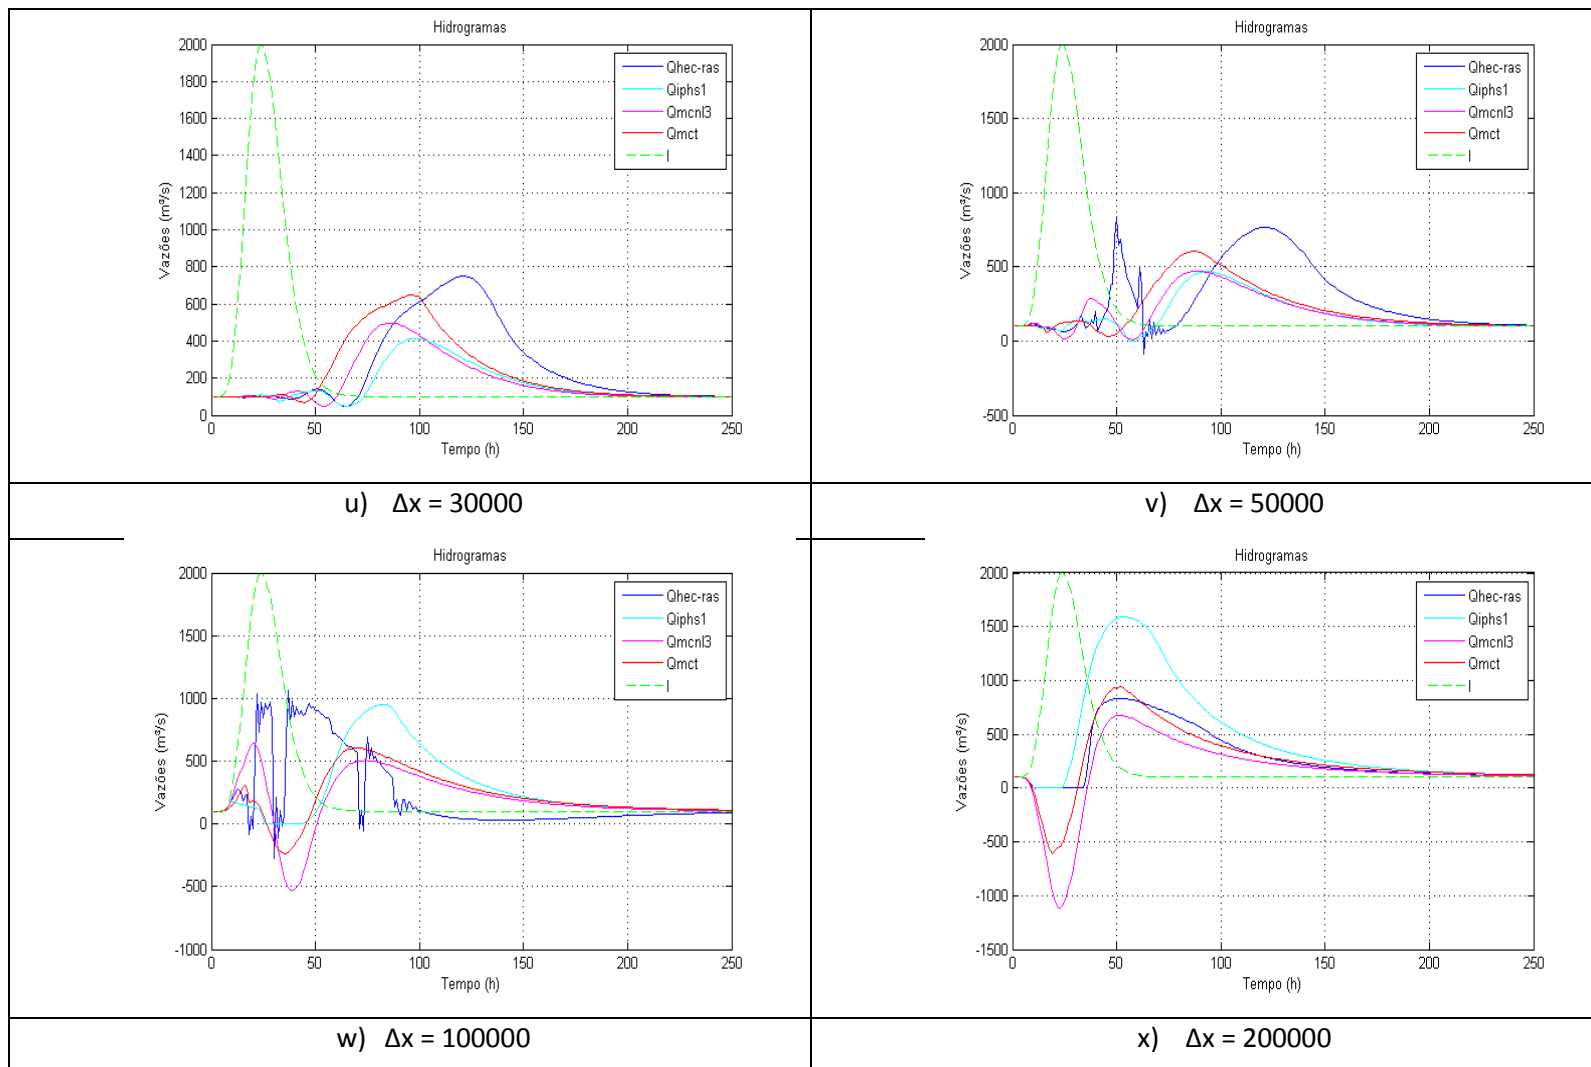 Hidrogramas
Vazões (m³/s)
2000
1800
1600
1400
1200
1000
800
600
400
200
0
0 50 100 150 200 250
Tempo (h)
Qhec-ras
Qiphs1
Qmcnl3
Qmct
I
u) Δx = 30000
Hidrogramas
Vazões (m³/s)
2000
1500
1000
500
0
-500
0 50 100 150 200 250
Tempo (h)
Qhec-ras
Qiphs1
Qmcnl3
Qmct
I
v) Δx = 50000
Hidrogramas
Vazões (m³/s)
2000
1500
1000
500
0
-500
-1000
0 50 100 150 200 250
Tempo (h)
Qhec-ras
Qiphs1
Qmcnl3
Qmct
I
w) Δx = 100000
Hidrogramas
Vazões (m³/s)
2000
1500
1000
500
0
-500
-1000
-1500
0 50 100 150 200 250
Tempo (h)
Qhec-ras
Qiphs1
Qmcnl3
Qmct
I
x) Δx = 200000